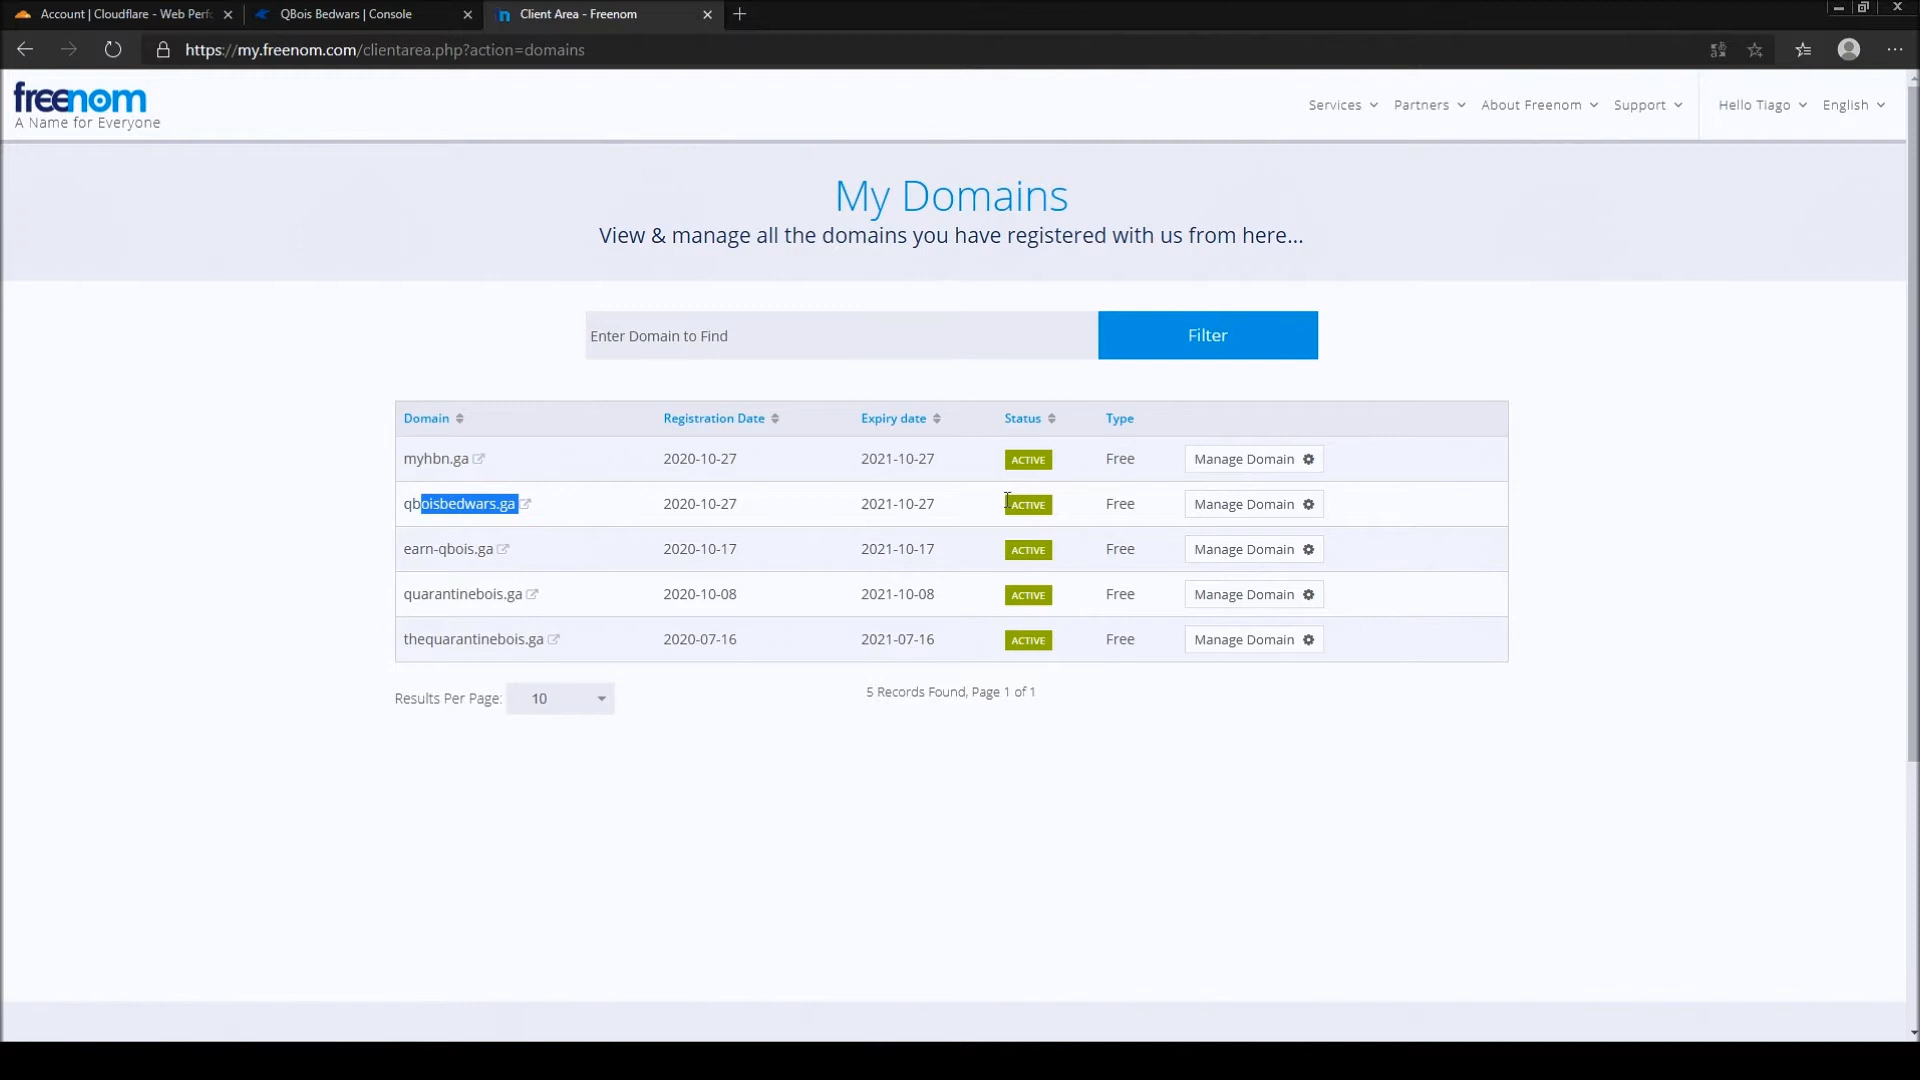 Account | Cloudflare - Web Perf
QBois Bedwars | Console
Client Area - Freenom
https://my.freenom.com/clientarea.php?action=domains
freenom
A Name for Everyone
Services
Partners
About Freenom
Support
Hello Tiago
English
My Domains
View & manage all the domains you have registered with us from here...
Enter Domain to Find
Filter
Domain Registration Date Expiry date Status Type
myhbn.ga 2020-10-27 2021-10-27 ACTIVE Free Manage Domain
qboisbedwars.ga 2020-10-27 2021-10-27 ACTIVE Free Manage Domain
earn-qbois.ga 2020-10-17 2021-10-17 ACTIVE Free Manage Domain
quarantinebois.ga 2020-10-08 2021-10-08 ACTIVE Free Manage Domain
thequarantinebois.ga 2020-07-16 2021-07-16 ACTIVE Free Manage Domain
Results Per Page: 10
5 Records Found, Page 1 of 1